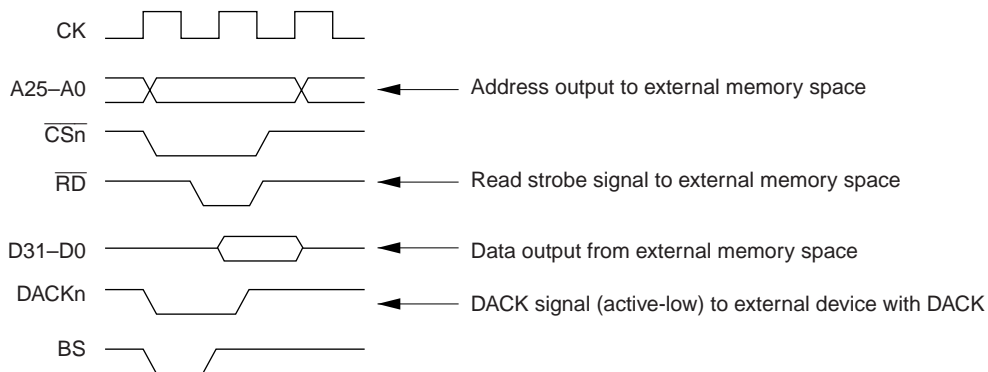 CK
A25–A0 Address output to external memory space
CSn
RD Read strobe signal to external memory space
D31–D0 Data output from external memory space
DACKn DACK signal (active-low) to external device with DACK
BS